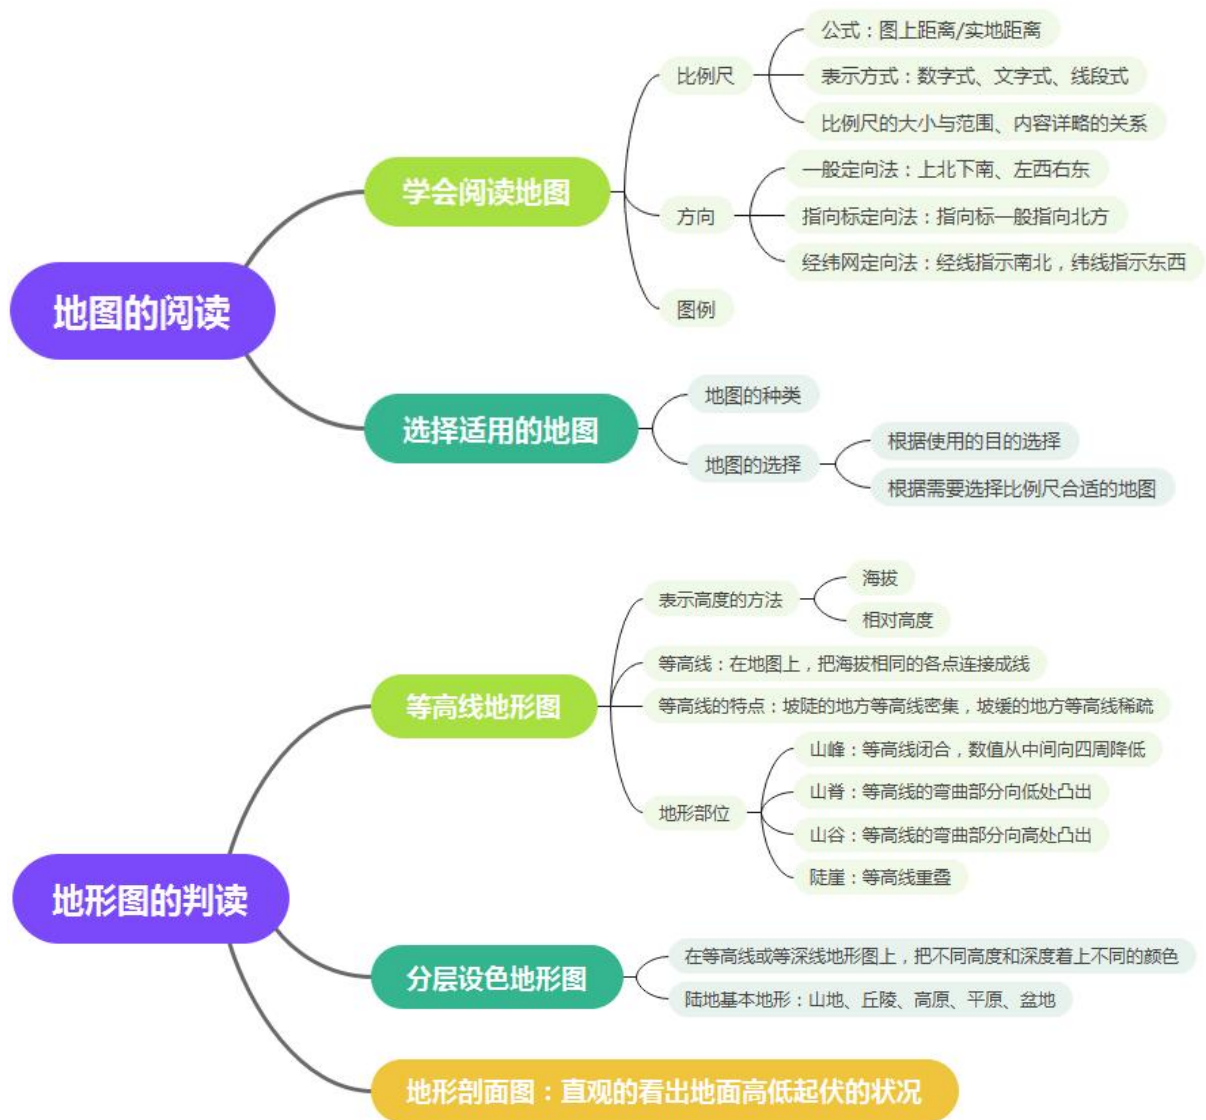 地图的阅读
学会阅读地图
比例尺
公式：图上距离/实地距离
表示方式：数字式、文字式、线段式
比例尺的大小与范围、内容详略的关系
方向
一般定向法：上北下南、左西右东
指向标定向法：指向标一般指向北方
经纬网定向法：经线指示南北，纬线指示东西
图例
选择适用的地图
地图的种类
地图的选择
根据使用的目的选择
根据需要选择比例尺合适的地图
地形图的判读
等高线地形图
表示高度的方法
海拔
相对高度
等高线：在地图上，把海拔相同的各点连接成线
等高线的特点：坡陡的地方等高线密集，坡缓的地方等高线稀疏
地形部位
山峰：等高线闭合，数值从中间向四周降低
山脊：等高线的弯曲部分向低处凸出
山谷：等高线的弯曲部分向高处凸出
陡崖：等高线重叠
分层设色地形图
在等高线或等深线地形图上，把不同高度和深度着上不同的颜色
陆地基本地形：山地、丘陵、高原、平原、盆地
地形剖面图：直观的看出地面高低起伏的状况